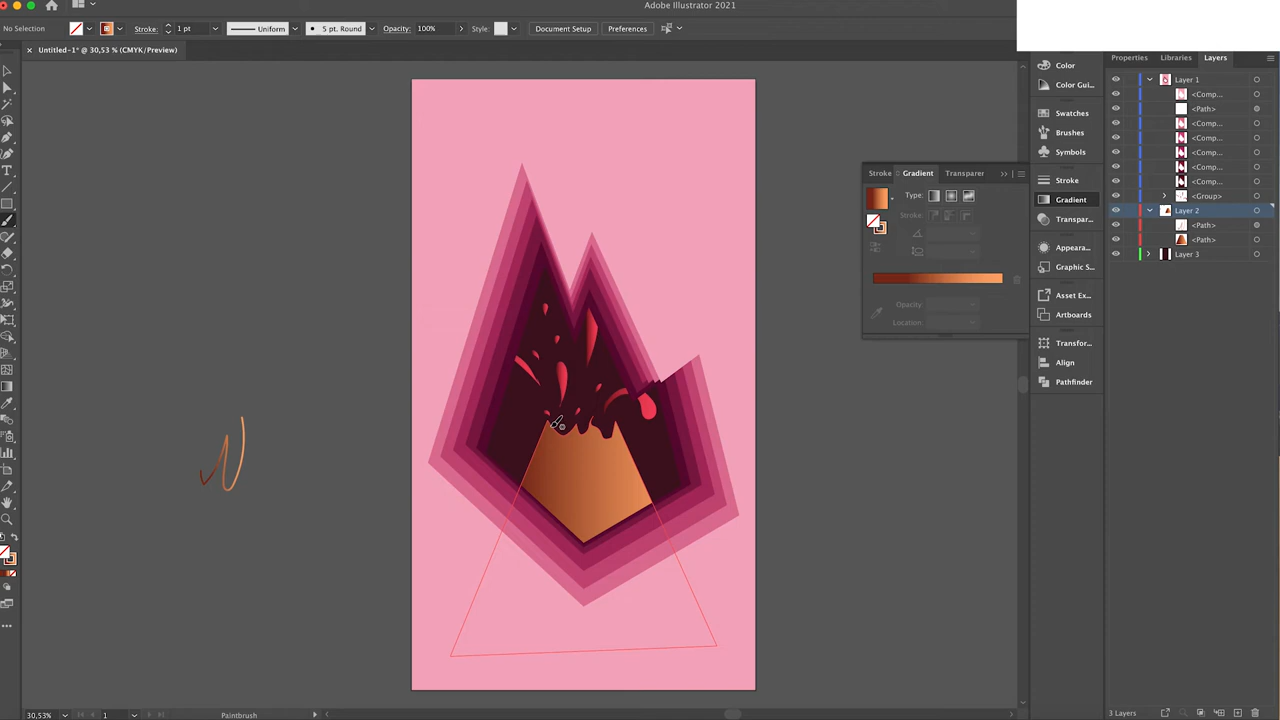 Adobe Illustrator 2021
No Selection
Stroke:
1 pt
Uniform
5 pt. Round
Opacity:
100%
Style:
Document Setup
Preferences
Untitled-1* @ 30,53 % (CMYK/Preview)
Color
Color Gui...
Swatches
Brushes
Symbols
Stroke
Gradient
Transpar...
Appeara...
Graphic S...
Asset Ex...
Artboards
Transfor...
Align
Pathfinder
Stroke
Gradient
Transparer
Type:
Stroke:
Opacity
Location
Properties
Libraries
Layers
Layer 1
<Comp...
<Path>
<Comp...
<Comp...
<Comp...
<Comp...
<Comp...
<Group>
Layer 2
<Path>
<Path>
Layer 3
30,53%
1
Paintbrush
3 Layers